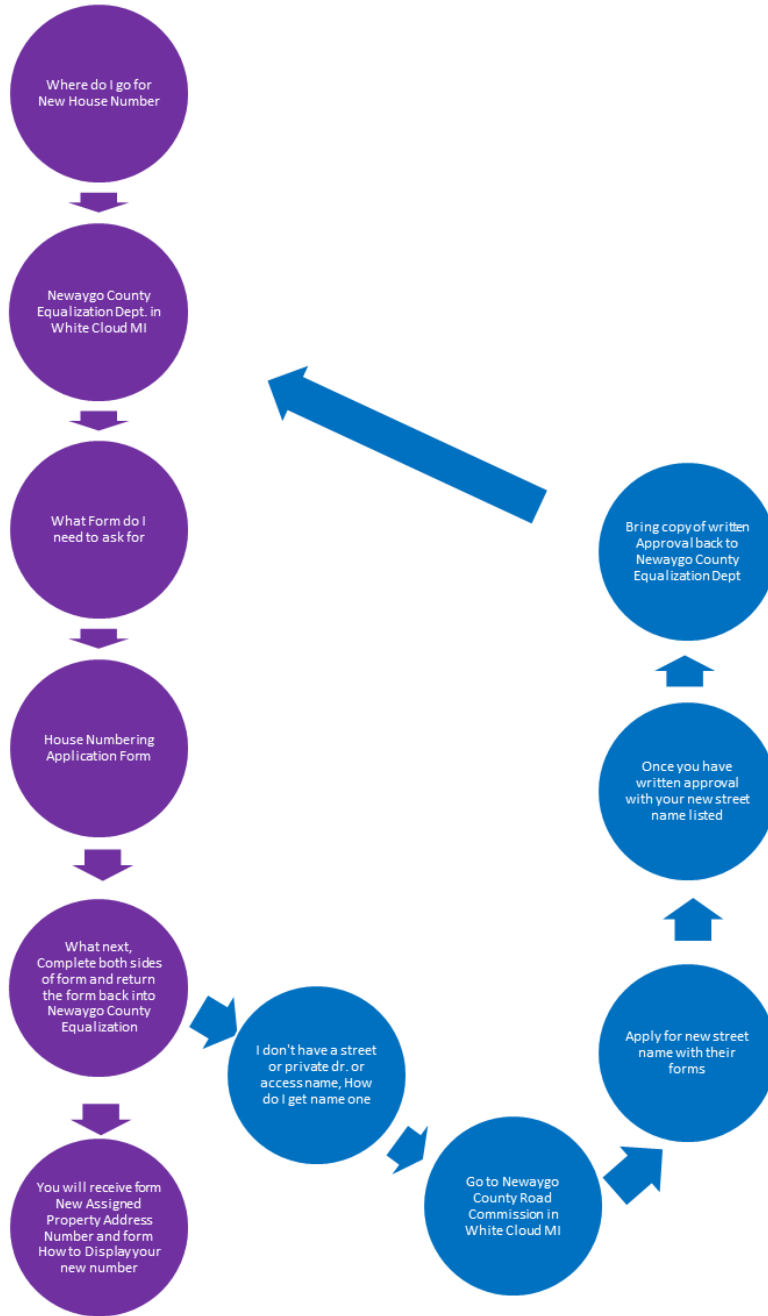 Where do I go for
New House Number
Newaygo County
Equalization Dept. in
White Cloud MI
What Form do I
need to ask for
House Numbering
Application Form
What next,
Complete both sides
of form and return
the form back into
Newaygo County
Equalization
You will receive form
New Assigned
Property Address
Number and form
How to Display your
new number
I don't have a street
or private dr. or
access name, How
do I get name one
Go to Newaygo
County Road
Commission in
White Cloud MI
Apply for new street
name with their
forms
Once you have
written approval
with your new street
name listed
Bring copy of written
Approval back to
Newaygo County
Equalization Dept